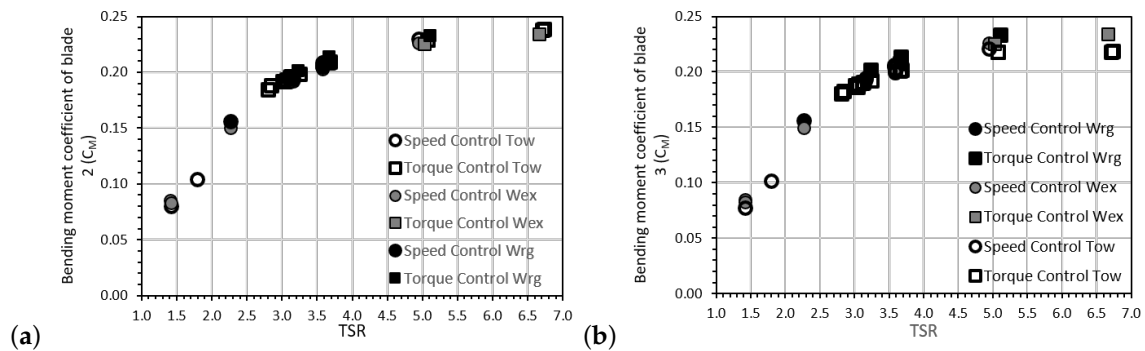 Bending moment coefficient of blade
2 (CM)
0.25
0.20
0.15
0.10
0.05
0.00
Speed Control Tow
Torque Control Tow
Speed Control Wex
Torque Control Wex
Speed Control Wrg
Torque Control Wrg
1.0 1.5 2.0 2.5 3.0 3.5 4.0 4.5 5.0 5.5 6.0 6.5 7.0
(a) TSR
Bending moment coefficient of blade
3 (CM)
0.25
0.20
0.15
0.10
0.05
0.00
Speed Control Wrg
Torque Control Wrg
Speed Control Wex
Torque Control Wex
Speed Control Tow
Torque Control Tow
1.0 1.5 2.0 2.5 3.0 3.5 4.0 4.5 5.0 5.5 6.0 6.5 7.0
(b) TSR